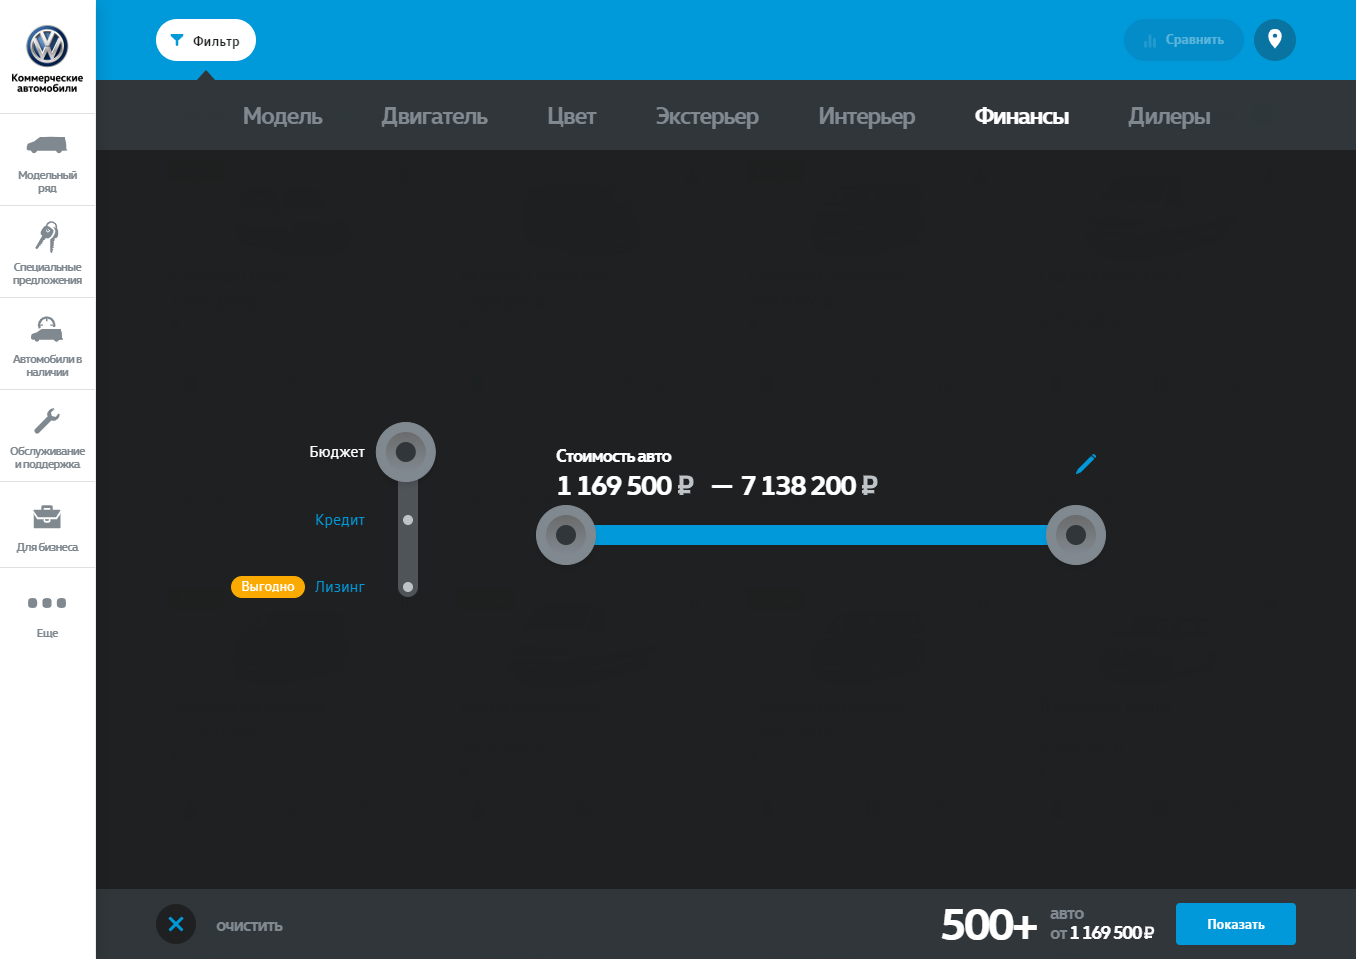 Коммерческие
автомобили
Модельный
ряд
Специальные
предложения
Автомобили в
наличии
Обслуживание
и поддержка
Для бизнеса
Еще
Фильтр
Сравнить
Модель Двигатель Цвет Экстерьер Интерьер Финансы Дилеры
Бюджет
Кредит
Выгодно Лизинг
Стоимость авто
1 169 500 ₽ — 7 138 200 ₽
очистить
500+
авто
от 1 169 500 ₽
Показать